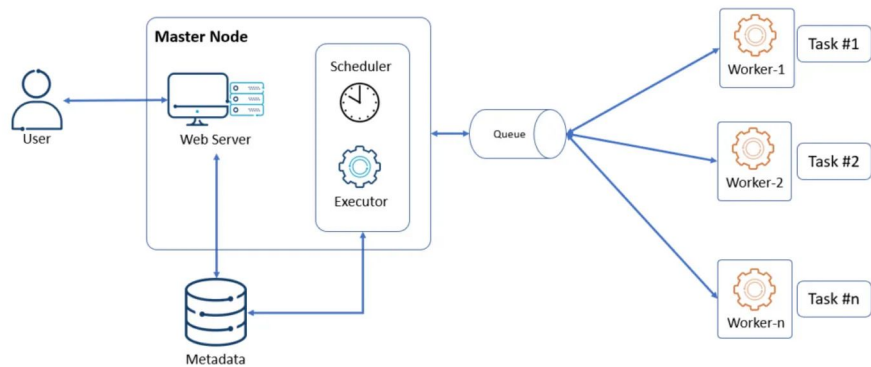 Master Node
User
Web Server
Scheduler
Executor
Metadata
Queue
Worker-1
Task #1
Worker-2
Task #2
Worker-n
Task #n